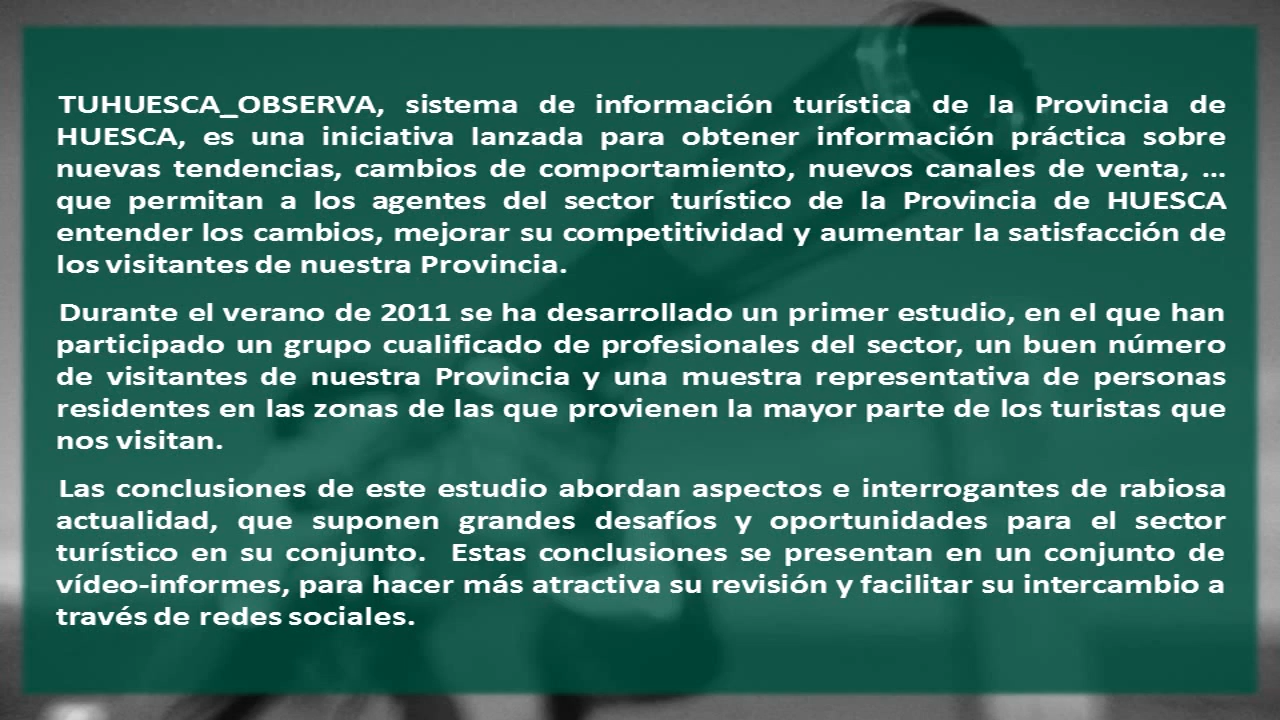 TUHUESCA_OBSERVA, sistema de información turística de la Provincia de
HUESCA, es una iniciativa lanzada para obtener información práctica sobre
nuevas tendencias, cambios de comportamiento, nuevos canales de venta, ...
que permitan a los agentes del sector turístico de la Provincia de HUESCA
entender los cambios, mejorar su competitividad y aumentar la satisfacción de
los visitantes de nuestra Provincia.
Durante el verano de 2011 se ha desarrollado un primer estudio, en el que han
participado un grupo cualificado de profesionales del sector, un buen número
de visitantes de nuestra Provincia y una muestra representativa de personas
residentes en las zonas de las que provienen la mayor parte de los turistas que
nos visitan.
Las conclusiones de este estudio abordan aspectos e interrogantes de rabiosa
actualidad, que suponen grandes desafíos y oportunidades para el sector
turístico en su conjunto.  Estas conclusiones se presentan en un conjunto de
vídeo-informes, para hacer más atractiva su revisión y facilitar su intercambio a
través de redes sociales.